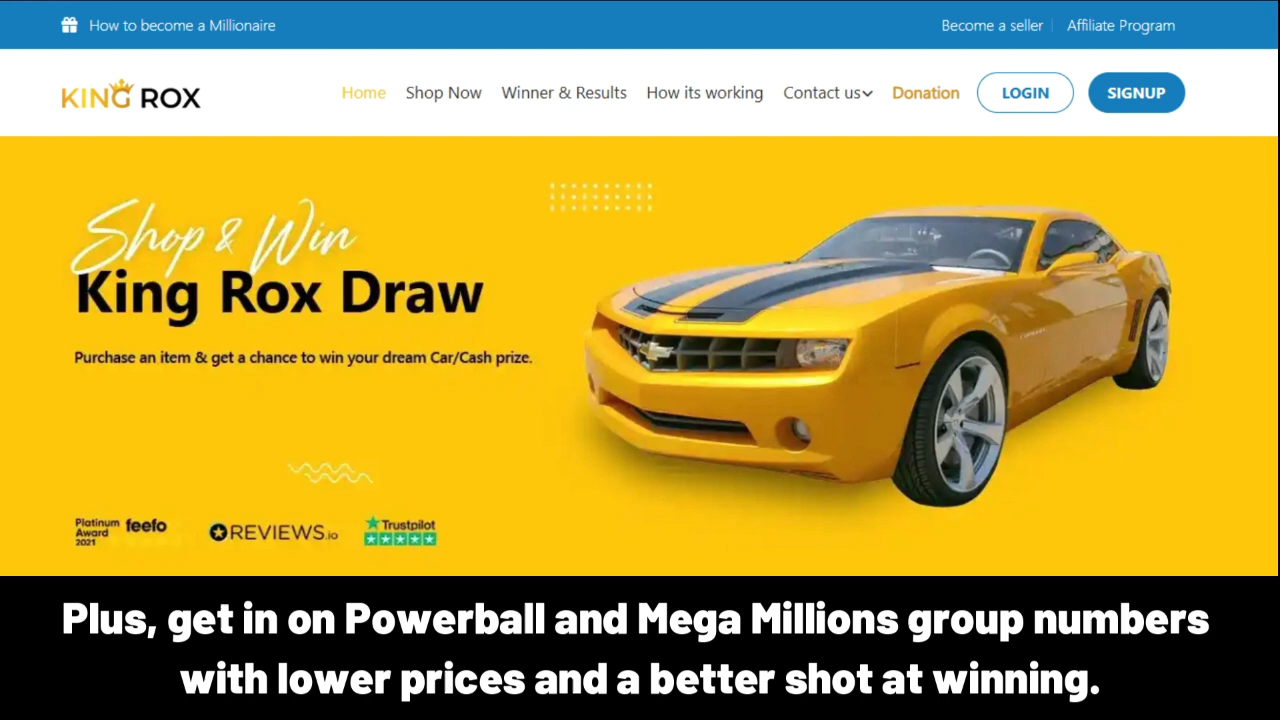 How to become a Millionaire
Become a seller
Affiliate Program
KING ROX
Home
Shop Now
Winner & Results
How its working
Contact us
Donation
LOGIN
SIGNUP
Shop & Win
King Rox Draw
Purchase an item & get a chance to win your dream Car/Cash prize.
Platinum
Award
2021
feefo
REVIEWS.io
Trustpilot
Plus, get in on Powerball and Mega Millions group numbers
with lower prices and a better shot at winning.